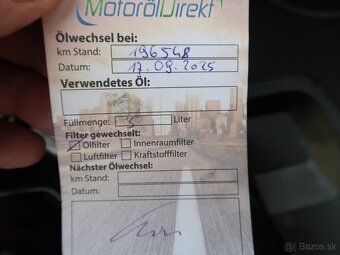 MotorölDirekt
Ölwechsel bei:
km Stand: 196548
Datum: 17.09.2025
Verwendetes Öl:
Füllmenge: 5 Liter
Filter gewechselt:
Ölfilter Innenraumfilter
Luftfilter Kraftstofffilter
Nächster Ölwechsel
km Stand:
Datum:
Bazos.sk